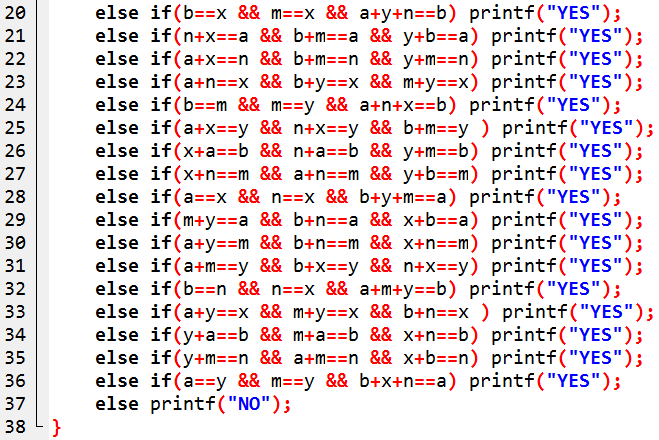 20 else if(b==x && m==x && a+y+n==b) printf("YES");
21 else if(n+x==a && b+m==a && y+b==a) printf("YES");
22 else if(a+x==n && b+m==n && y+m==n) printf("YES");
23 else if(a+n==x && b+y==x && m+y==x) printf("YES");
24 else if(b==m && m==y && a+n+x==b) printf("YES");
25 else if(a+x==y && n+x==y && b+m==y ) printf("YES");
26 else if(x+a==b && n+a==b && y+m==b) printf("YES");
27 else if(x+n==m && a+n==m && y+b==m) printf("YES");
28 else if(a==x && n==x && b+y+m==a) printf("YES");
29 else if(m+y==a && b+n==a && x+b==a) printf("YES");
30 else if(a+y==m && b+n==m && x+n==m) printf("YES");
31 else if(a+m==y && b+x==y && n+x==y) printf("YES");
32 else if(b==n && n==x && a+m+y==b) printf("YES");
33 else if(a+y==x && m+y==x && b+n==x ) printf("YES");
34 else if(y+a==b && m+a==b && x+n==b) printf("YES");
35 else if(y+m==n && a+m==n && x+b==n) printf("YES");
36 else if(a==y && m==y && b+x+n==a) printf("YES");
37 else printf("NO");
38 }